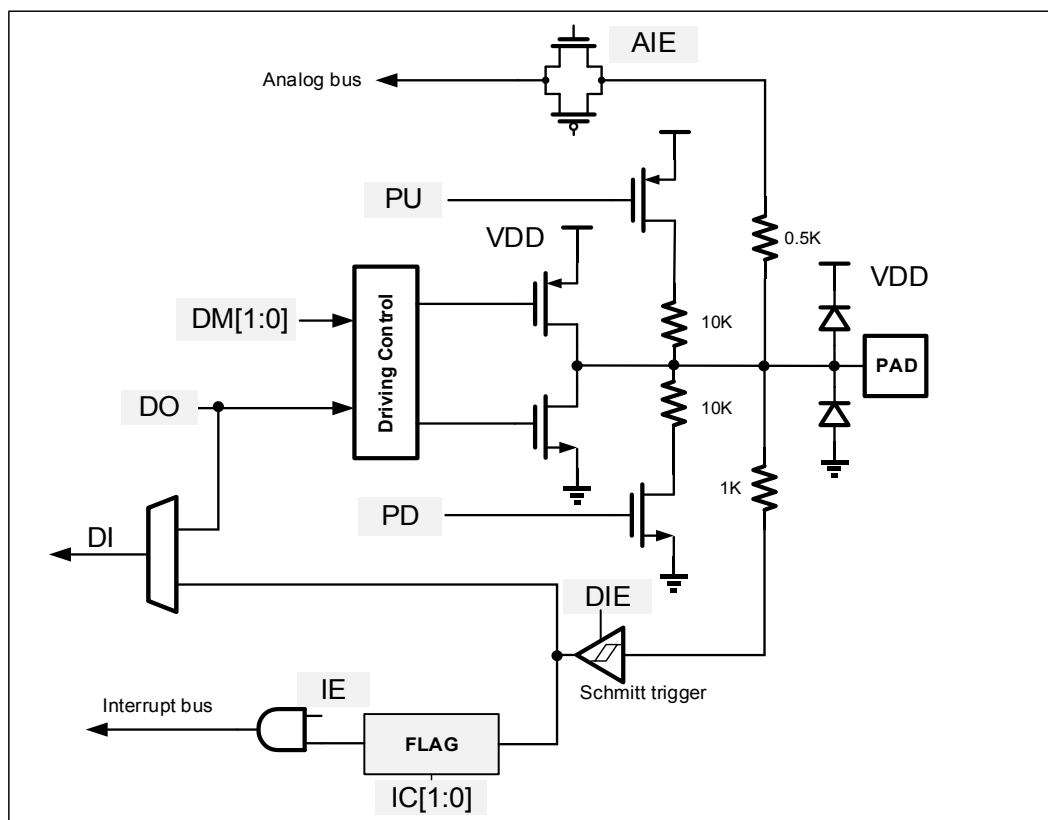 AIE
Analog bus
PU
0.5K
VDD
VDD
DM[1:0]
10K
Driving Control
PAD
DO
10K
1K
PD
DI
DIE
Schmitt trigger
IE
Interrupt bus
FLAG
IC[1:0]